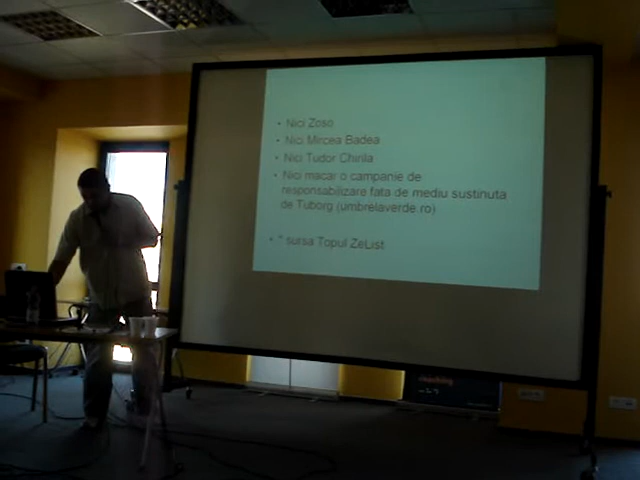 • Nici Zoso
• Nici Mircea Badea
• Nici Tudor Chirila
• Nici macar o campanie de
responsabilizare fata de mediu sustinuta
de Tuborg (umbrelaverde.ro)
• * sursa Topul ZeList